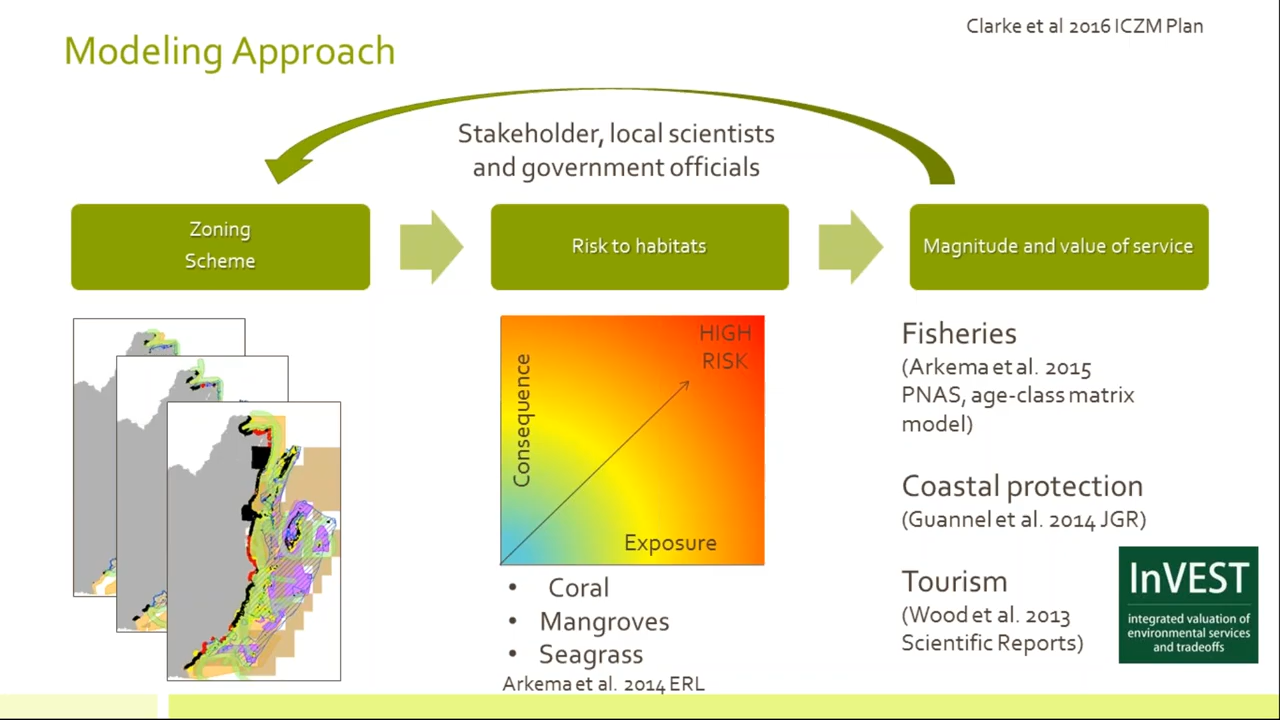 Clarke et al 2016 ICZM Plan
Modeling Approach
Stakeholder, local scientists
and government officials
Zoning
Scheme
Risk to habitats
Magnitude and value of service
HIGH
RISK
Consequence
Exposure
• Coral
• Mangroves
• Seagrass
Arkema et al. 2014 ERL
Fisheries
(Arkema et al. 2015
PNAS, age-class matrix
model)
Coastal protection
(Guannel et al. 2014 JGR)
Tourism
(Wood et al. 2013
Scientific Reports)
InVEST
integrated valuation of
environmental services
and tradeoffs